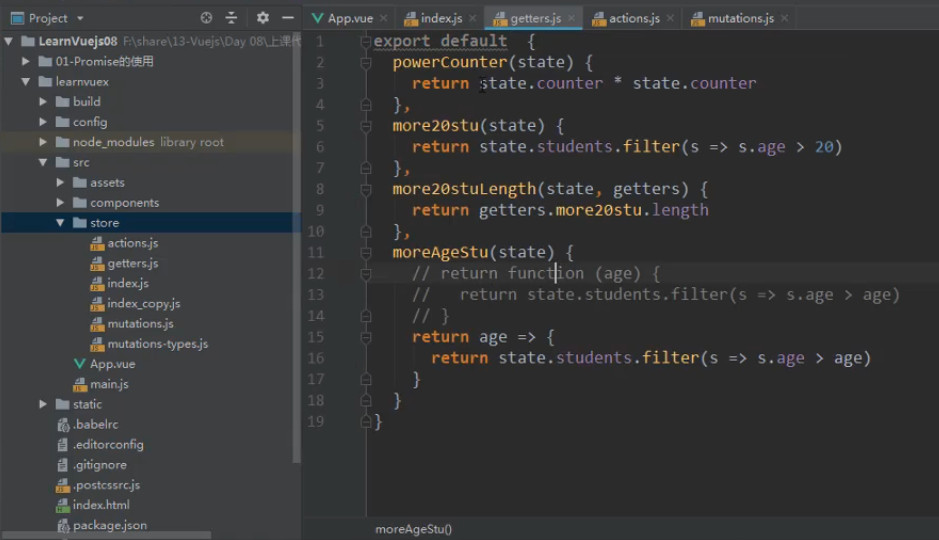 Project
App.vue
index.js
getters.js
actions.js
mutations.js
LearnVuejs08 F:\share\13-Vuejs\Day 08\上课代
01-Promise的使用
learnvuex
build
config
node_modules library root
src
assets
components
store
actions.js
getters.js
index.js
index_copy.js
mutations.js
mutations-types.js
App.vue
main.js
static
.babelrc
.editorconfig
.gitignore
.postcssrc.js
index.html
package.json
1 export default {
2 powerCounter(state) {
3 return state.counter * state.counter
4 },
5 more20stu(state) {
6 return state.students.filter(s => s.age > 20)
7 },
8 more20stuLength(state, getters) {
9 return getters.more20stu.length
10 },
11 moreAgeStu(state) {
12 // return function (age) {
13 // return state.students.filter(s => s.age > age)
14 // }
15 return age => {
16 return state.students.filter(s => s.age > age)
17 }
18 }
19 }
moreAgeStu()